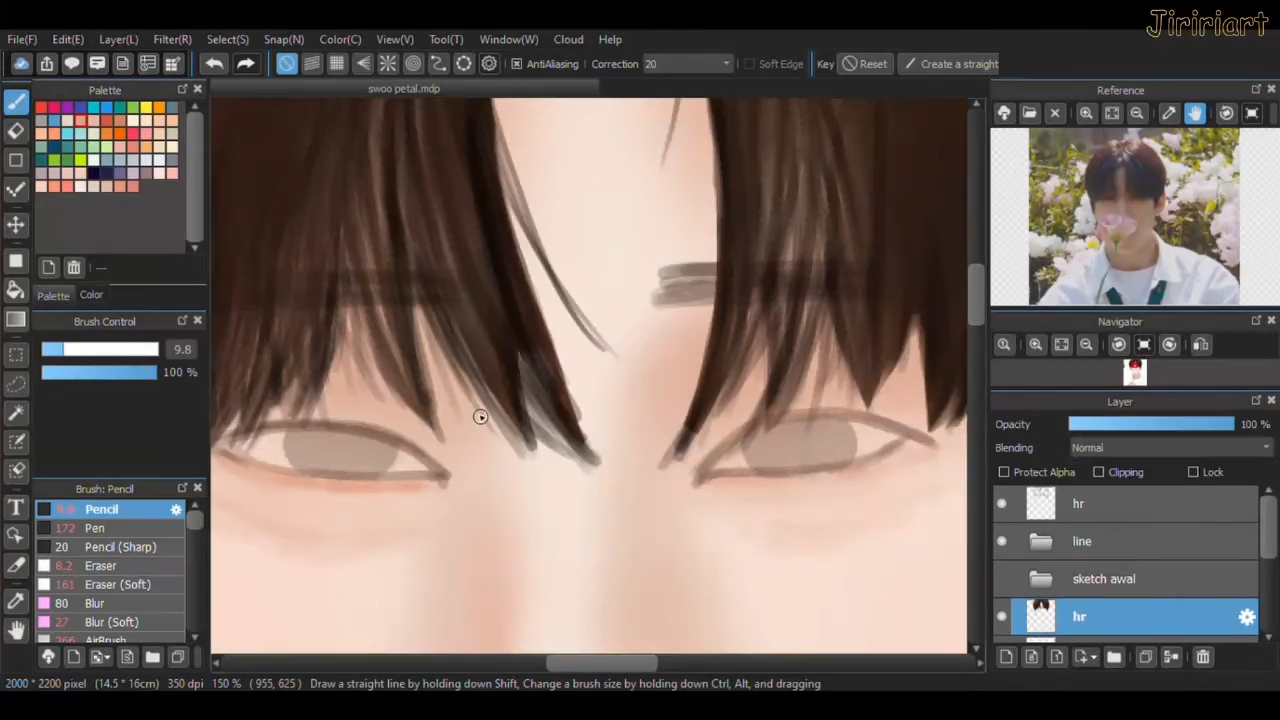 Jiririart
File(F) Edit(E) Layer(L) Filter(R) Select(S) Snap(N) Color(C) View(V) Tool(T) Window(W) Cloud Help
AntiAliasing Correction 20 Soft Edge Key Reset Create a straight
Palette
swoo petal.mdp
Reference
---
Palette Color
Brush Control
9.8
100 %
Navigator
Layer
Opacity 100 %
Blending Normal
Protect Alpha Clipping Lock
Brush: Pencil
9.8 Pencil
172 Pen
20 Pencil (Sharp)
8.2 Eraser
161 Eraser (Soft)
80 Blur
27 Blur (Soft)
266 AirBrush
hr
line
sketch awal
hr
2000 * 2200 pixel (14.5 * 16cm) 350 dpi 150 % ( 955, 625 ) Draw a straight line by holding down Shift, Change a brush size by holding down Ctrl, Alt, and dragging